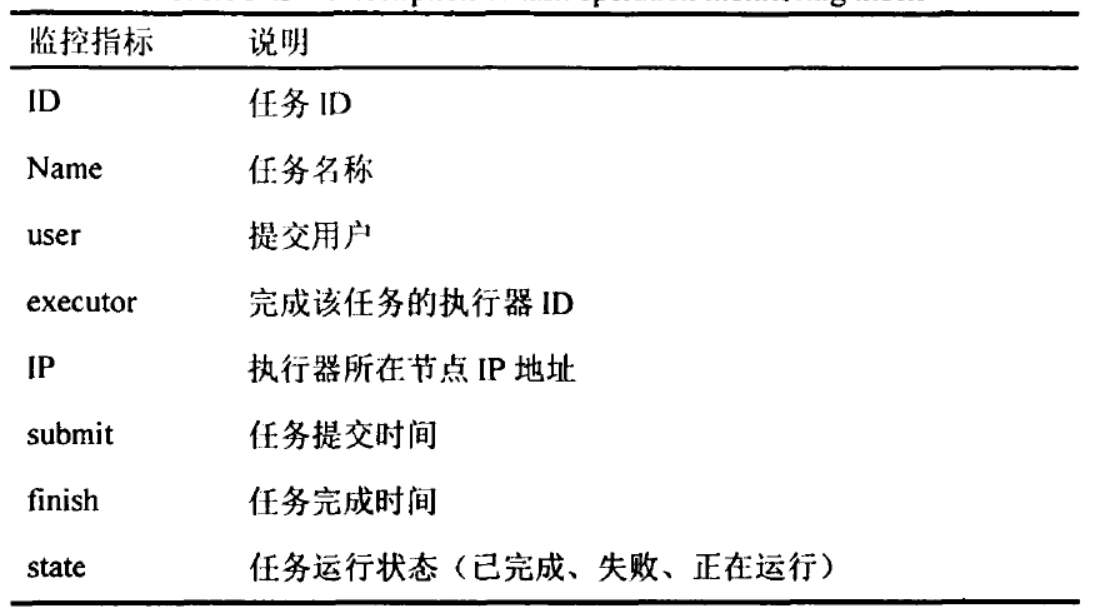 监控指标 说明
ID 任务 ID
Name 任务名称
user 提交用户
executor 完成该任务的执行器 ID
IP 执行器所在节点 IP 地址
submit 任务提交时间
finish 任务完成时间
state 任务运行状态（已完成、失败、正在运行）